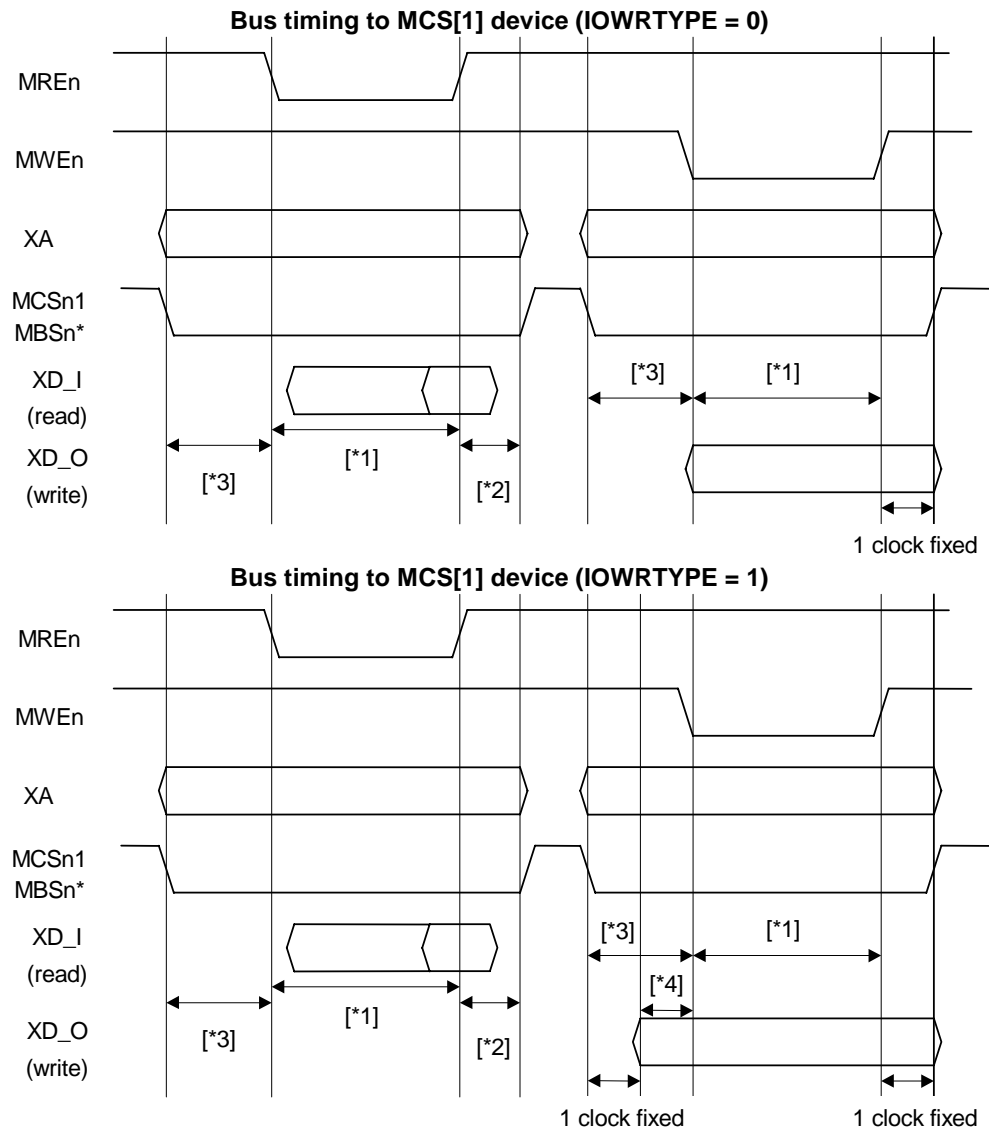 Bus timing to MCS[1] device (IOWRTYPE = 0)
MREn
MWEn
XA
MCSn1
MBSn*
XD_I
(read)
[*3] [*1]
XD_O
(write)
[*3] [*1] [*2]
1 clock fixed
Bus timing to MCS[1] device (IOWRTYPE = 1)
MREn
MWEn
XA
MCSn1
MBSn*
XD_I
(read)
[*3] [*1]
[*4]
XD_O
(write)
[*3] [*1] [*2]
1 clock fixed 1 clock fixed